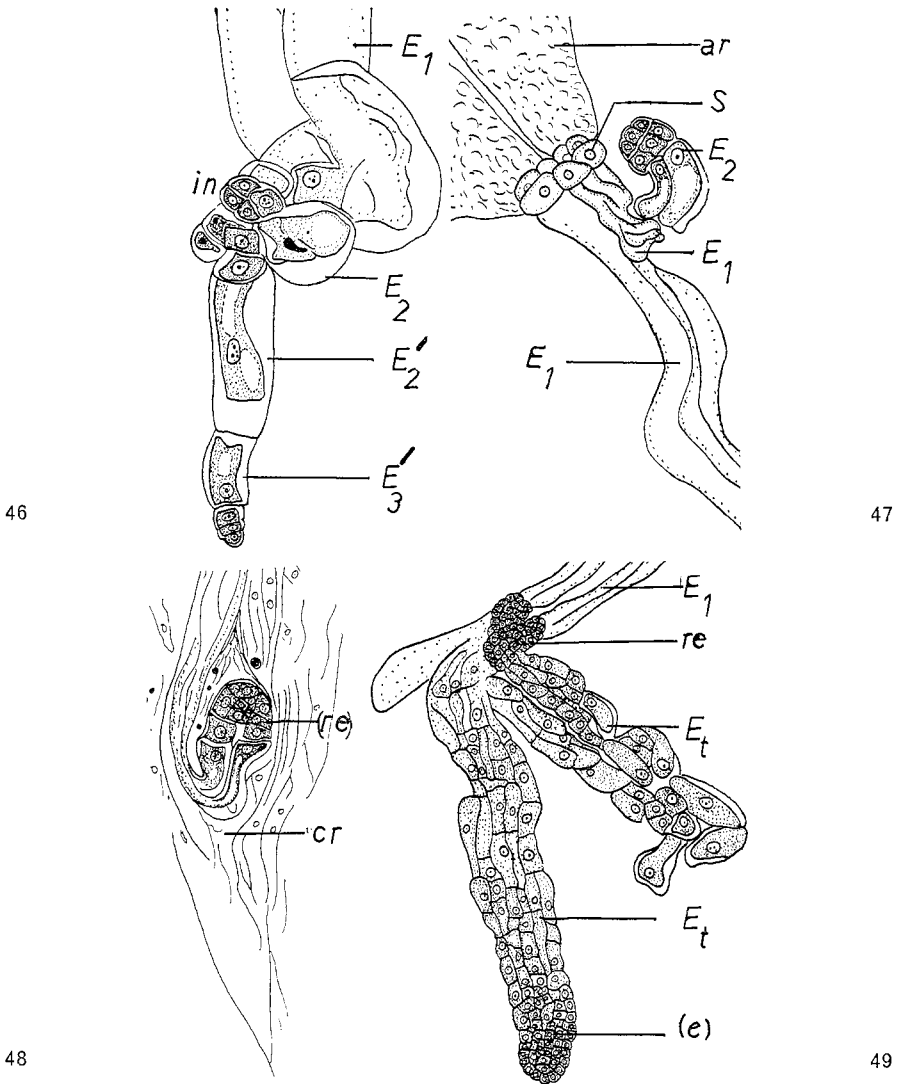 E1
in
E2
E2′
E3′
46
ar
S
E2
E1
E1
47
(re)
cr
48
E1
re
Et
Et
(e)
49